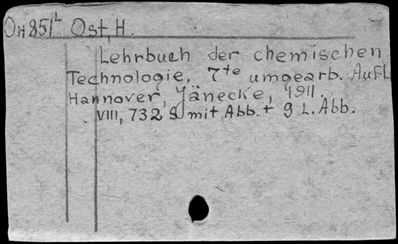 OH 851L Ost, H.
Lehrbuch der chemischen
Technologie, 7te umgearb. Aufl.
Hannover, Jänecke, 1911.
VIII, 732 S mit Abb. + 9 L. Abb.